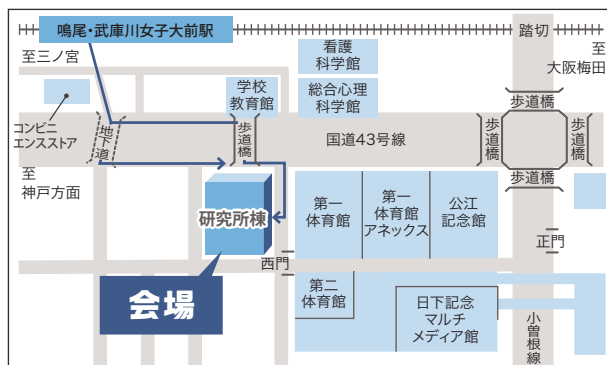 鳴尾・武庫川女子大前駅
踏切
至三ノ宮
至
大阪梅田
看護
科学館
学校
教育館
総合心理
科学館
コンビニ
エンスストア
地下道
歩道橋
国道43号線
歩道橋
歩道橋
歩道橋
歩道橋
至
神戸方面
研究所棟
第一
体育館
第一
体育館
アネックス
公江
記念館
西門
正門
会場
第二
体育館
日下記念
マルチ
メディア館
小曽根線